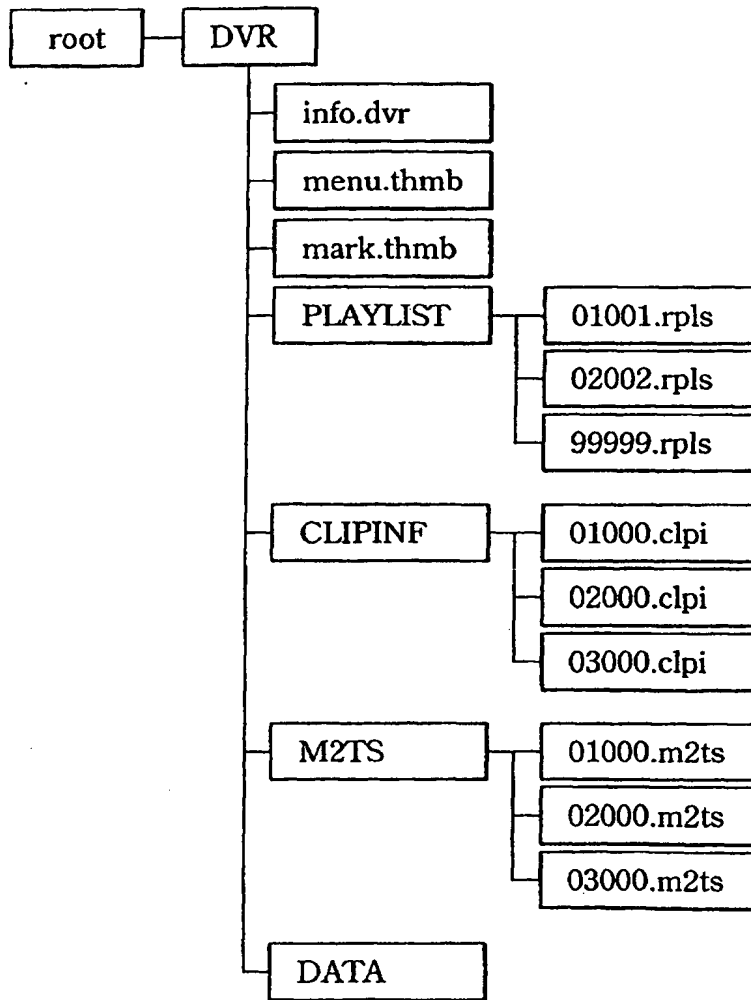 root DVR
info.dvr
menu.thmb
mark.thmb
PLAYLIST 01001.rpls
02002.rpls
99999.rpls
CLIPINF 01000.clpi
02000.clpi
03000.clpi
M2TS 01000.m2ts
02000.m2ts
03000.m2ts
DATA